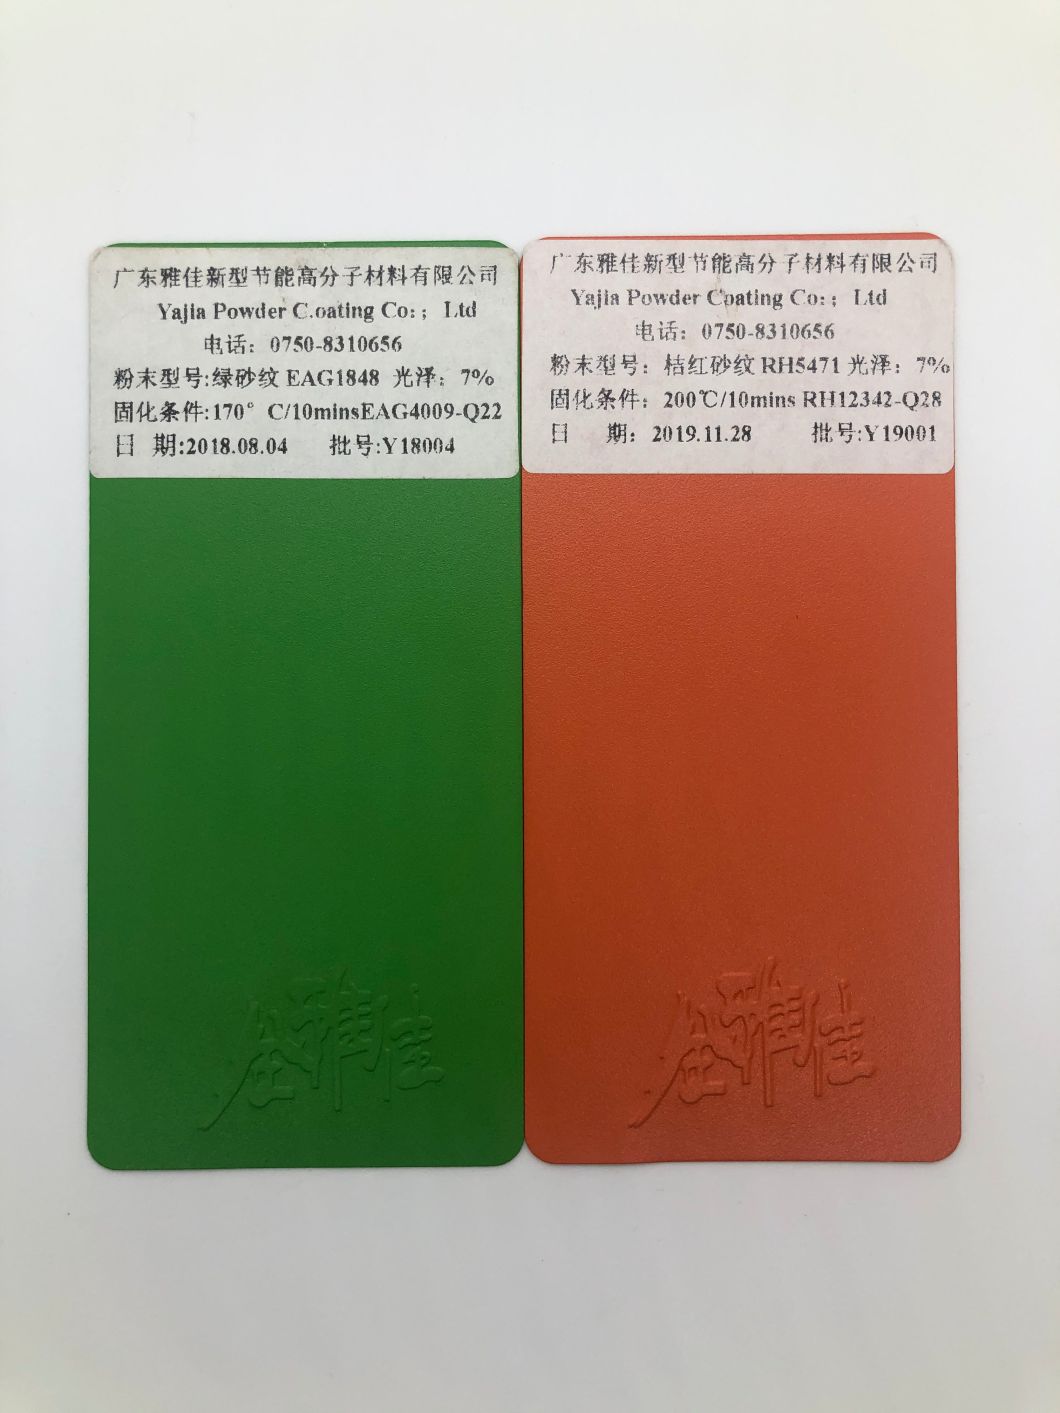 广东雅佳新型节能高分子材料有限公司
Yajia Powder Coating Co:；Ltd
电话：0750-8310656
粉末型号:绿砂纹 EAG1848 光泽：7%
固化条件:170° C/10minsEAG4009-Q22
日 期:2018.08.04 批号:Y18004
广东雅佳新型节能高分子材料有限公司
Yajia Powder Coating Co:；Ltd
电话：0750-8310656
粉末型号：桔红砂纹 RH5471 光泽：7%
固化条件：200℃/10mins RH12342-Q28
日 期：2019.11.28 批号:Y19001
雅佳
雅佳